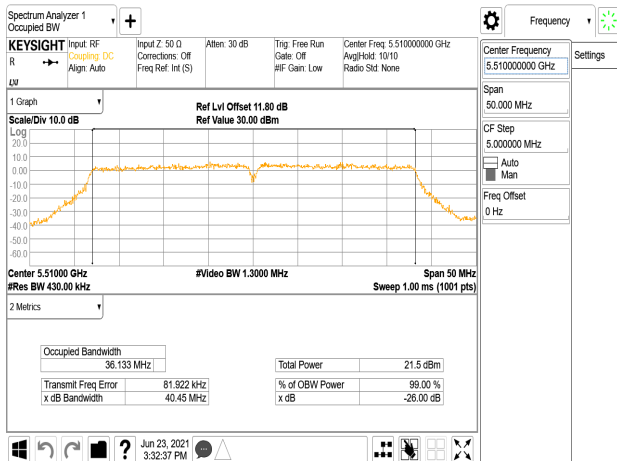 Spectrum Analyzer 1
Occupied BW
Frequency
KEYSIGHT
R
LXI
Input: RF
Coupling: DC
Align: Auto
Input Z: 50 Ω
Corrections: Off
Freq Ref: Int (S)
Atten: 30 dB
Trig: Free Run
Gate: Off
#IF Gain: Low
Center Freq: 5.510000000 GHz
Avg|Hold: 10/10
Radio Std: None
Center Frequency
5.510000000 GHz
Settings
Span
50.000 MHz
CF Step
5.000000 MHz
Auto
Man
Freq Offset
0 Hz
1 Graph
Scale/Div 10.0 dB
Ref Lvl Offset 11.80 dB
Ref Value 30.00 dBm
Log
20.0
10.0
0.00
-10.0
-20.0
-30.0
-40.0
-50.0
-60.0
Center 5.51000 GHz
#Res BW 430.00 kHz
#Video BW 1.3000 MHz
Span 50 MHz
Sweep 1.00 ms (1001 pts)
2 Metrics
Occupied Bandwidth
36.133 MHz
Total Power 21.5 dBm
Transmit Freq Error 81.922 kHz
% of OBW Power 99.00 %
x dB Bandwidth 40.45 MHz
x dB -26.00 dB
?
Jun 23, 2021
3:32:37 PM